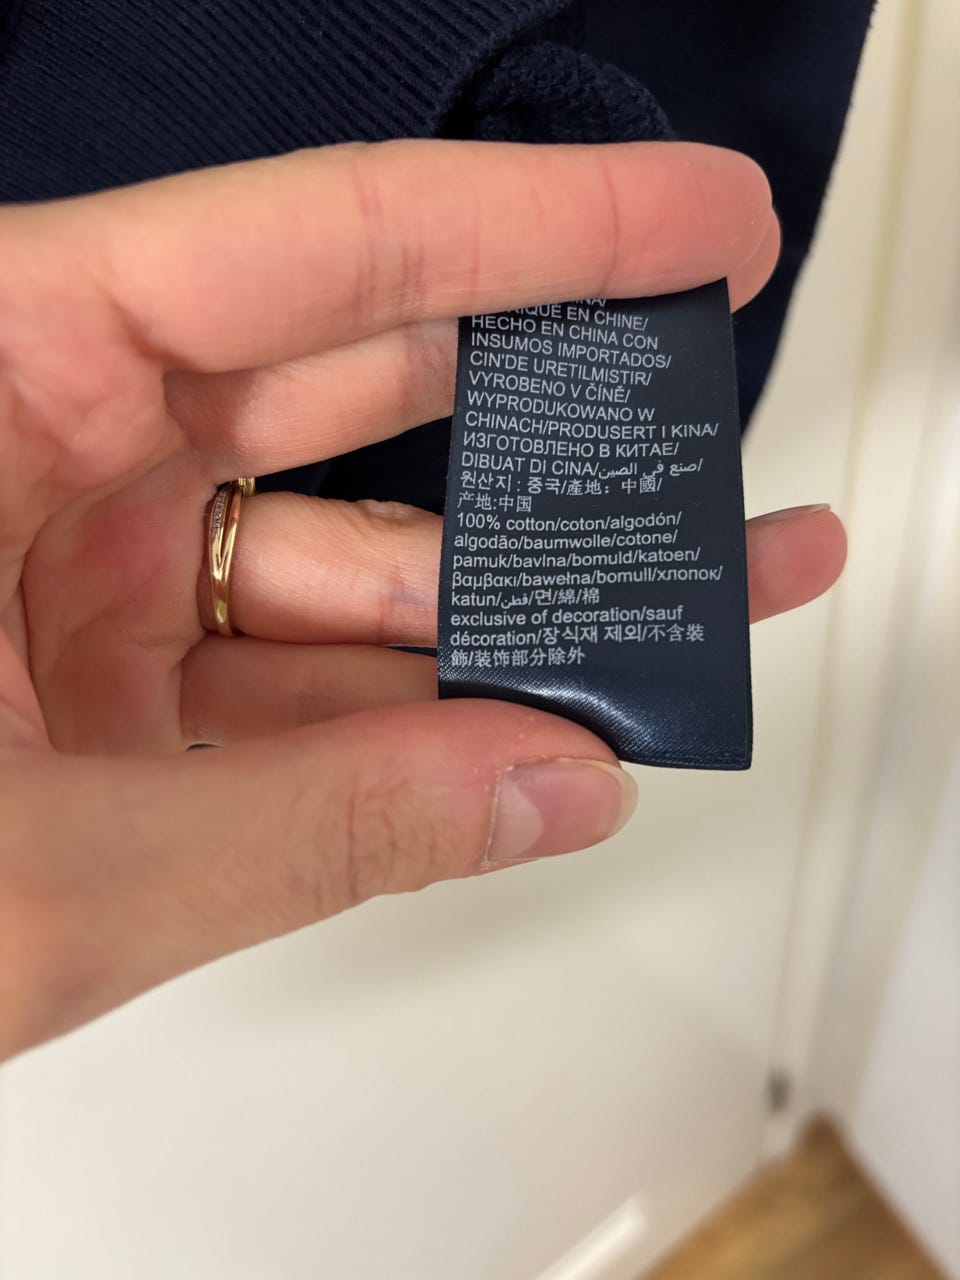 EN CHINE/
HECHO EN CHINA CON
INSUMOS IMPORTADOS/
CIN'DE URETILMISTIR/
VYROBENO V ČÍNĚ/
WYPRODUKOWANO W
CHINACH/PRODUSERT I KINA/
ИЗГОТОВЛЕНО В КИТАЕ/
DIBUAT DI CINA/صنع في الصين/
원산지 : 중국/產地：中國/
产地:中国
100% cotton/coton/algodón/
algodão/baumwolle/cotone/
pamuk/bavlna/bomuld/katoen/
βαμβακι/bawełna/bomull/хлопок/
katun/قطن/면/綿/棉
exclusive of decoration/sauf
décoration/장식재 제외/不含裝
飾/装饰部分除外